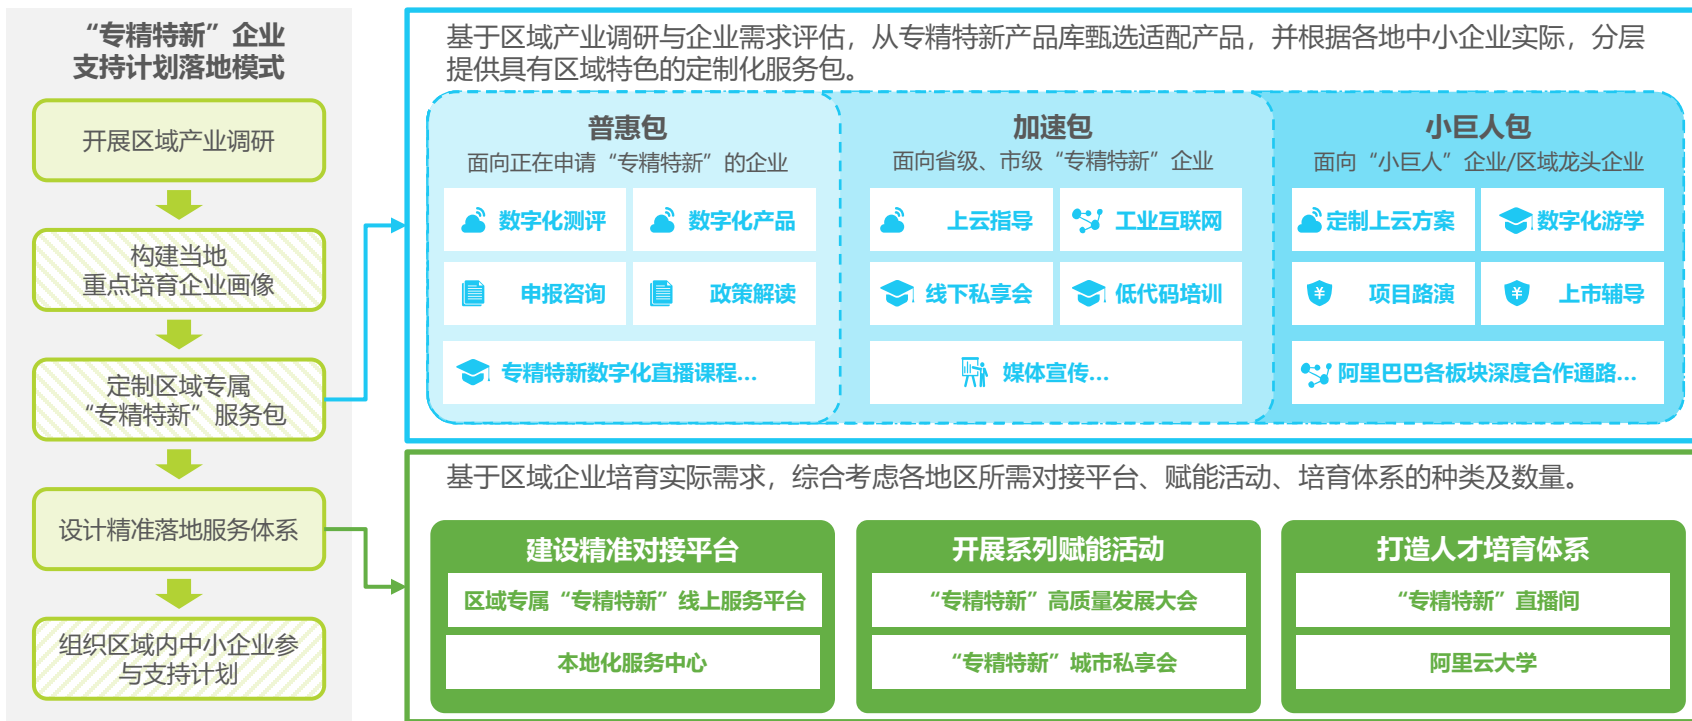 “专精特新”企业
支持计划落地模式
开展区域产业调研
构建当地
重点培育企业画像
定制区域专属
“专精特新”服务包
设计精准落地服务体系
组织区域内中小企业参
与支持计划
基于区域产业调研与企业需求评估，从专精特新产品库甄选适配产品，并根据各地中小企业实际，分层
提供具有区域特色的定制化服务包。
普惠包
面向正在申请“专精特新”的企业
数字化测评
数字化产品
申报咨询
政策解读
专精特新数字化直播课程...
加速包
面向省级、市级“专精特新”企业
上云指导
工业互联网
线下私享会
低代码培训
媒体宣传...
小巨人包
面向“小巨人”企业/区域龙头企业
定制上云方案
数字化游学
项目路演
上市辅导
阿里巴巴各板块深度合作通路...
基于区域企业培育实际需求，综合考虑各地区所需对接平台、赋能活动、培育体系的种类及数量。
建设精准对接平台
区域专属“专精特新”线上服务平台
本地化服务中心
开展系列赋能活动
“专精特新”高质量发展大会
“专精特新”城市私享会
打造人才培育体系
“专精特新”直播间
阿里云大学